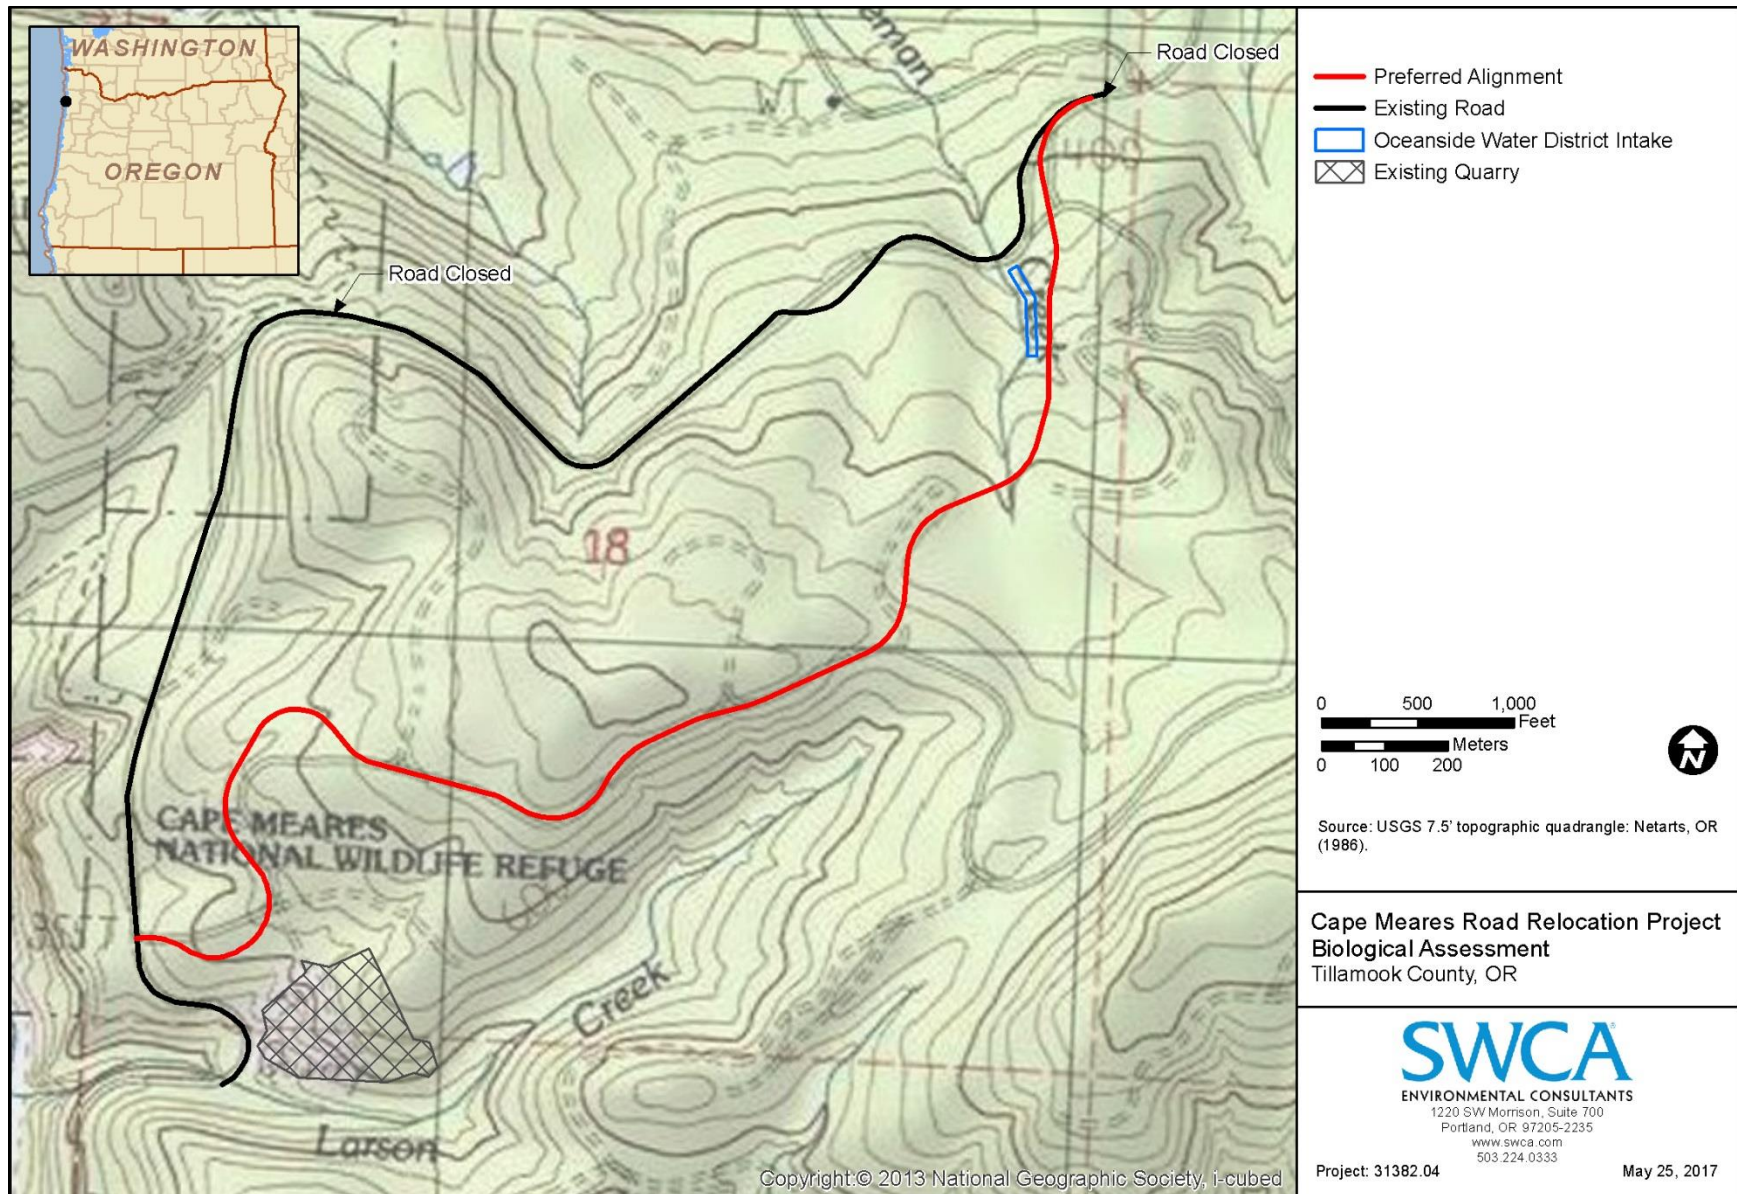 WASHINGTON
OREGON
emon
Road Closed
WT
400
Road Closed
Creek
18
CAPE MEARES
NATIONAL WILDLIFE REFUGE
Creek
Larson
Copyright:© 2013 National Geographic Society, i-cubed
Preferred Alignment
Existing Road
Oceanside Water District Intake
Existing Quarry
0 500 1,000
Feet
Meters
0 100 200
N
Source: USGS 7.5' topographic quadrangle: Netarts, OR
(1986).
Cape Meares Road Relocation Project
Biological Assessment
Tillamook County, OR
SWCA
ENVIRONMENTAL CONSULTANTS
1220 SW Morrison, Suite 700
Portland, OR 97205-2235
www.swca.com
503.224.0333
Project: 31382.04 May 25, 2017